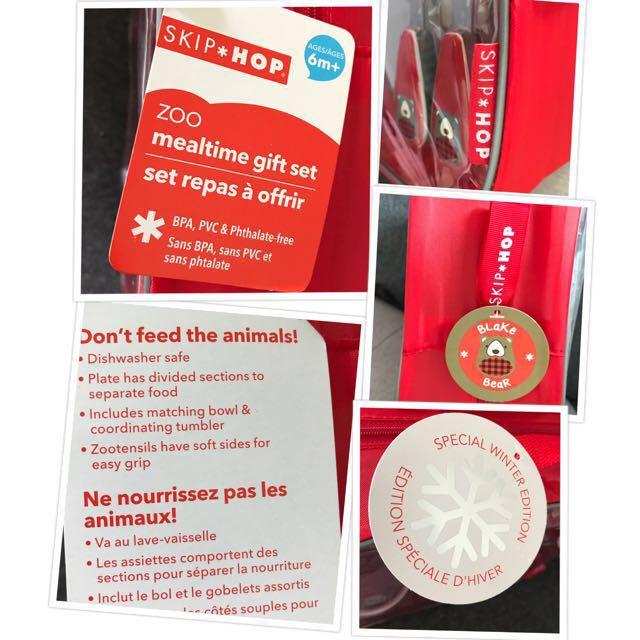 SKIP*HOP
AGES/ÂGES
6m+
ZOO
mealtime gift set
set repas à offrir
BPA, PVC & Phthalate-free
Sans BPA, sans PVC et
sans phtalate
SKIP*HOP
SKIP*HOP
BLaKe
BeaR
Don't feed the animals!
• Dishwasher safe
• Plate has divided sections to
separate food
• Includes matching bowl &
coordinating tumbler
• Zootensils have soft sides for
easy grip
Ne nourrissez pas les
animaux!
• Va au lave-vaisselle
• Les assiettes comportent des
sections pour séparer la nourriture
• Inclut le bol et le gobelets assortis
côtés souples pour
SPECIAL WINTER EDITION
ÉDITION SPÉCIALE D'HIVER